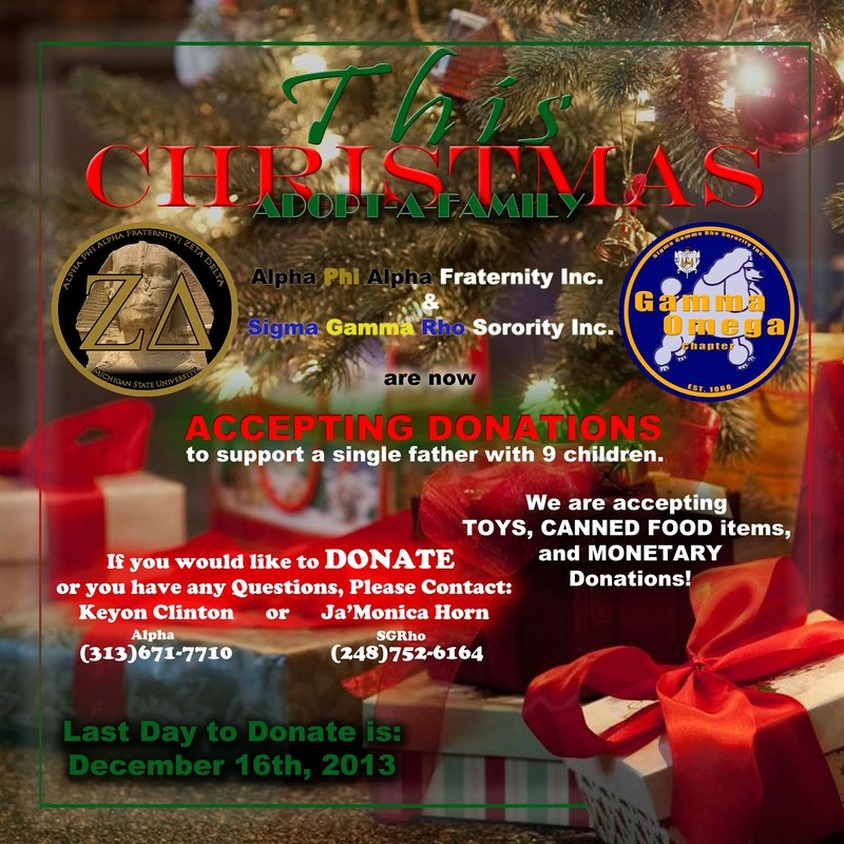 This
CHRISTMAS
ADOPT-A-FAMILY
ALPHA PHI ALPHA FRATERNITY| ZETA DELTA
ΖΔ
MICHIGAN STATE UNIVERSITY
Alpha Phi Alpha Fraternity Inc.
&
Sigma Gamma Rho Sorority Inc.
Sigma Gamma Rho Sorority Inc.
Gamma
Omega
Chapter
EST. 1968
are now
ACCEPTING DONATIONS
to support a single father with 9 children.
We are accepting
TOYS, CANNED FOOD items,
and MONETARY
Donations!
If you would like to DONATE
or you have any Questions, Please Contact:
Keyon Clinton or Ja'Monica Horn
Alpha SGRho
(313)671-7710 (248)752-6164
Last Day to Donate is:
December 16th, 2013